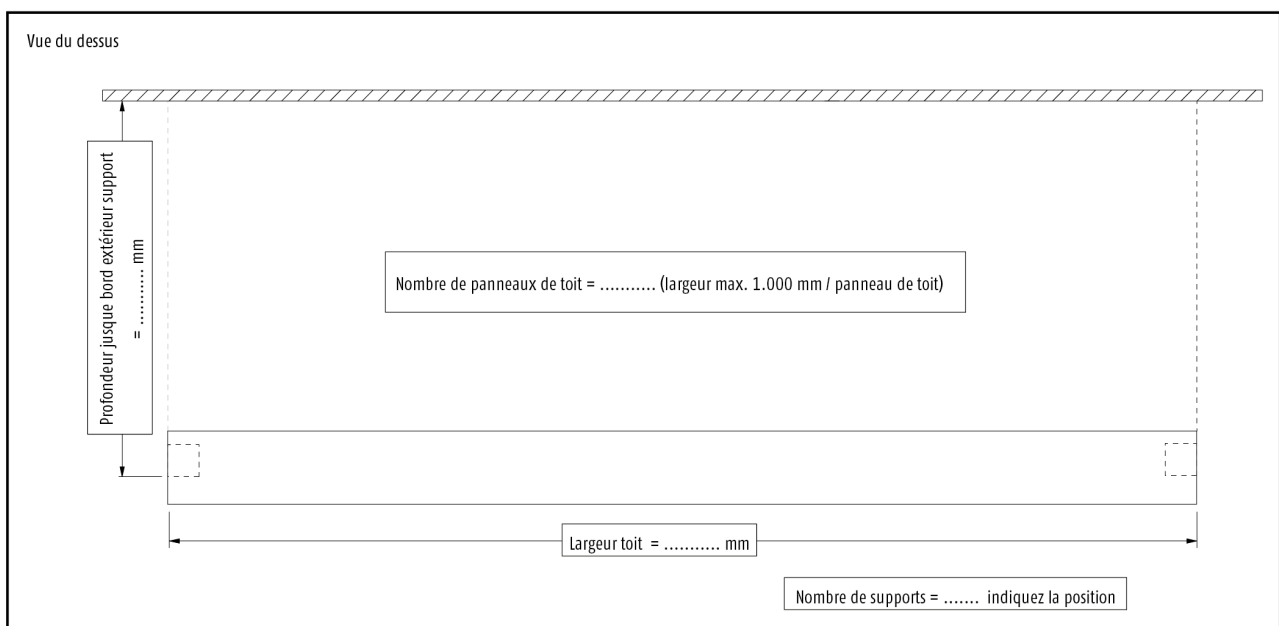 Vue du dessus
Profondeur jusque bord extérieur support
= ........... mm
Nombre de panneaux de toit = ........... (largeur max. 1.000 mm / panneau de toit)
Largeur toit = ........... mm
Nombre de supports = ....... indiquez la position